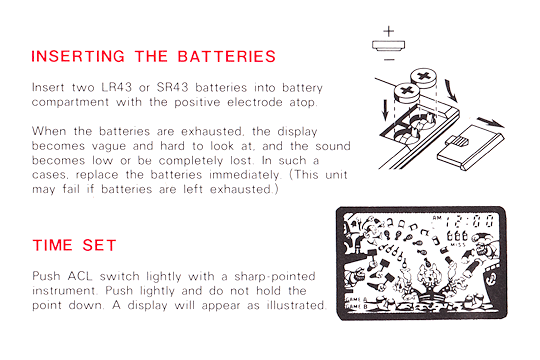 INSERTING THE BATTERIES
Insert two LR43 or SR43 batteries into battery
compartment with the positive electrode atop.
When the batteries are exhausted, the display
becomes vague and hard to look at, and the sound
becomes low or be completely lost. In such a
cases, replace the batteries immediately. (This unit
may fail if batteries are left exhausted.)
+
−
TIME SET
Push ACL switch lightly with a sharp-pointed
instrument. Push lightly and do not hold the
point down. A display will appear as illustrated.
AM 12:00
MISS
GAME A
GAME B